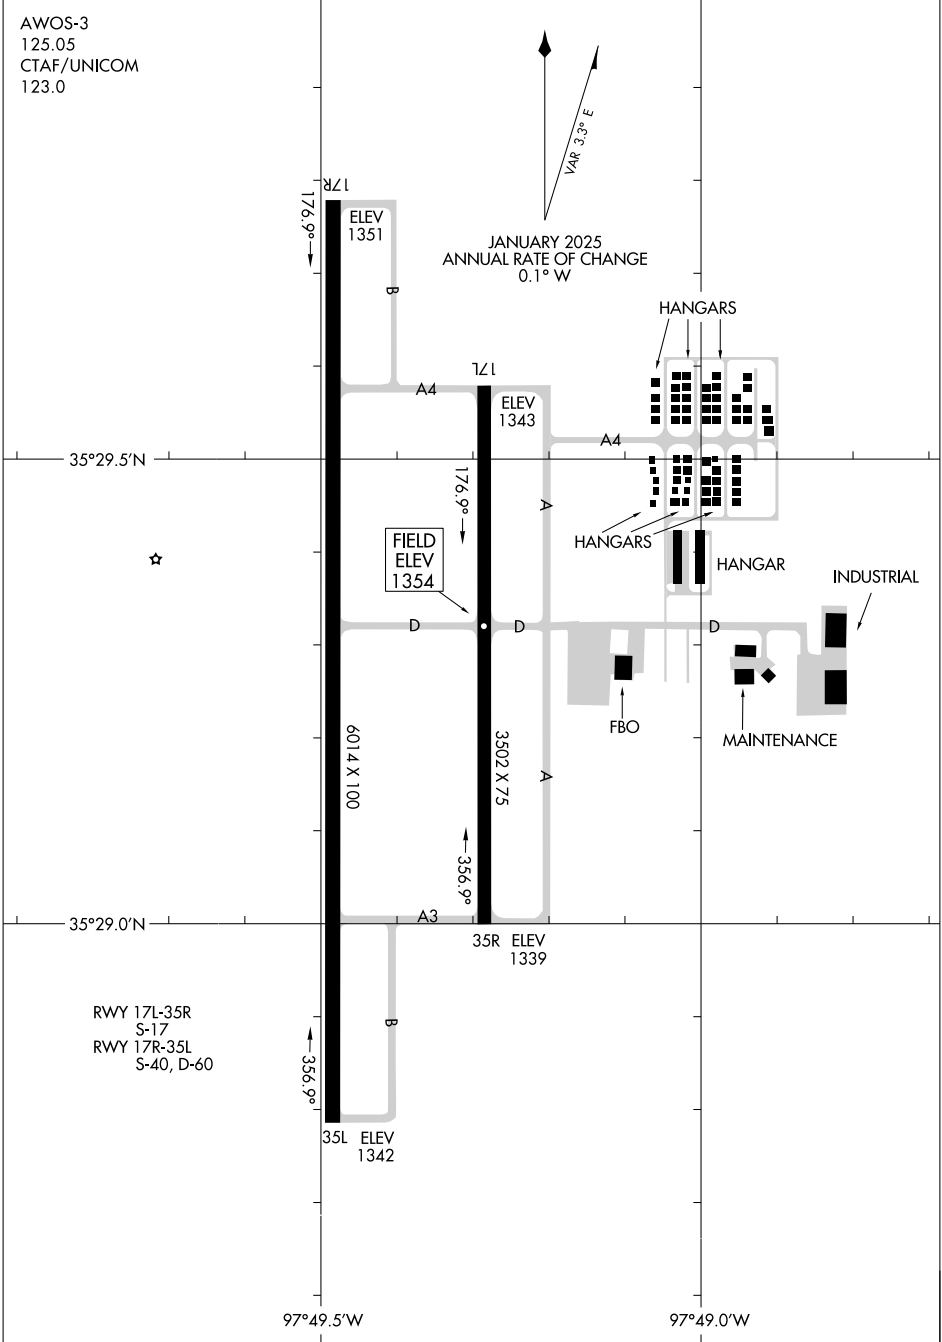 AWOS-3
125.05
CTAF/UNICOM
123.0
VAR 3.3° E
JANUARY 2025
ANNUAL RATE OF CHANGE
0.1° W
17R
176.9°
ELEV
1351
B
HANGARS
17L
A4
ELEV
1343
A4
35°29.5'N
176.9°
A
FIELD
ELEV
1354
HANGARS
HANGAR
INDUSTRIAL
D
D
D
FBO
MAINTENANCE
6014 X 100
3502 X 75
A
356.9°
A3
35°29.0'N
35R ELEV
1339
RWY 17L-35R
S-17
RWY 17R-35L
S-40, D-60
B
356.9°
35L ELEV
1342
97°49.5'W
97°49.0'W